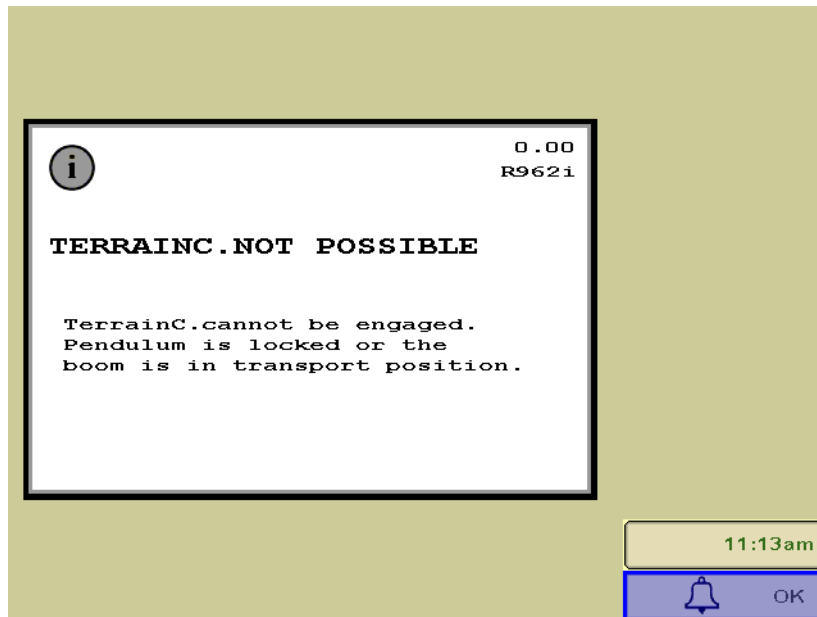 i
0.00
R962i
TERRAINC.NOT POSSIBLE
TerrainC.cannot be engaged.
Pendulum is locked or the
boom is in transport position.
11:13am
OK